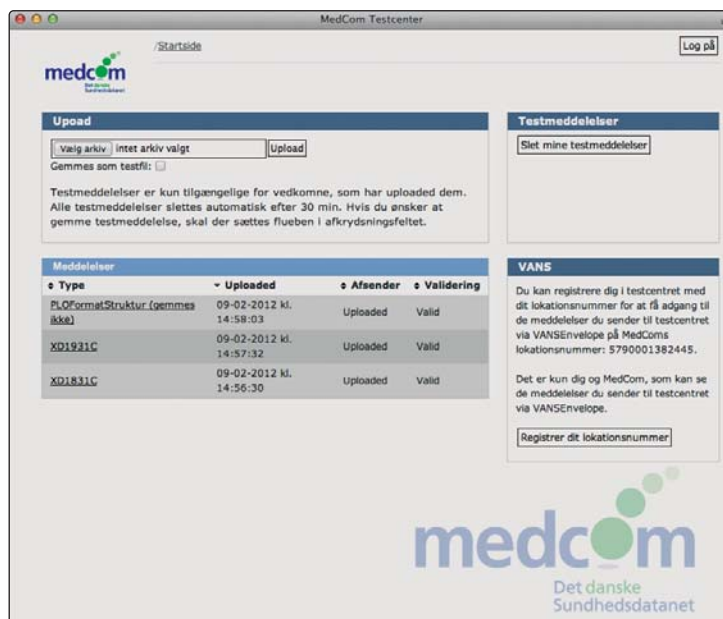 MedCom Testcenter
/Startside
Log på
medcom
Det danske
Sundhedsdatanet
Upoad
Vælg arkiv intet arkiv valgt Upload
Gemmes som testfil:
Testmeddelelser er kun tilgængelige for vedkomne, som har uploaded dem.
Alle testmeddelelser slettes automatisk efter 30 min. Hvis du ønsker at
gemme testmeddelelse, skal der sættes flueben i afkrydsningsfeltet.
Testmeddelelser
Slet mine testmeddelelser
Meddelelser
Type Uploaded Afsender Validering
PLOFormatStruktur (gemmes
ikke)
09-02-2012 kl.
14:58:03
Uploaded Valid
XD1931C
09-02-2012 kl.
14:57:32
Uploaded Valid
XD1831C
09-02-2012 kl.
14:56:30
Uploaded Valid
VANS
Du kan registrere dig i testcentret med
dit lokationsnummer for at få adgang til
de meddelelser du sender til testcentret
via VANSEnvelope på MedComs
lokationsnummer: 5790001382445.
Det er kun dig og MedCom, som kan se
de meddelelser du sender til testcentret
via VANSEnvelope.
Registrer dit lokationsnummer
medcom
Det danske
Sundhedsdatanet